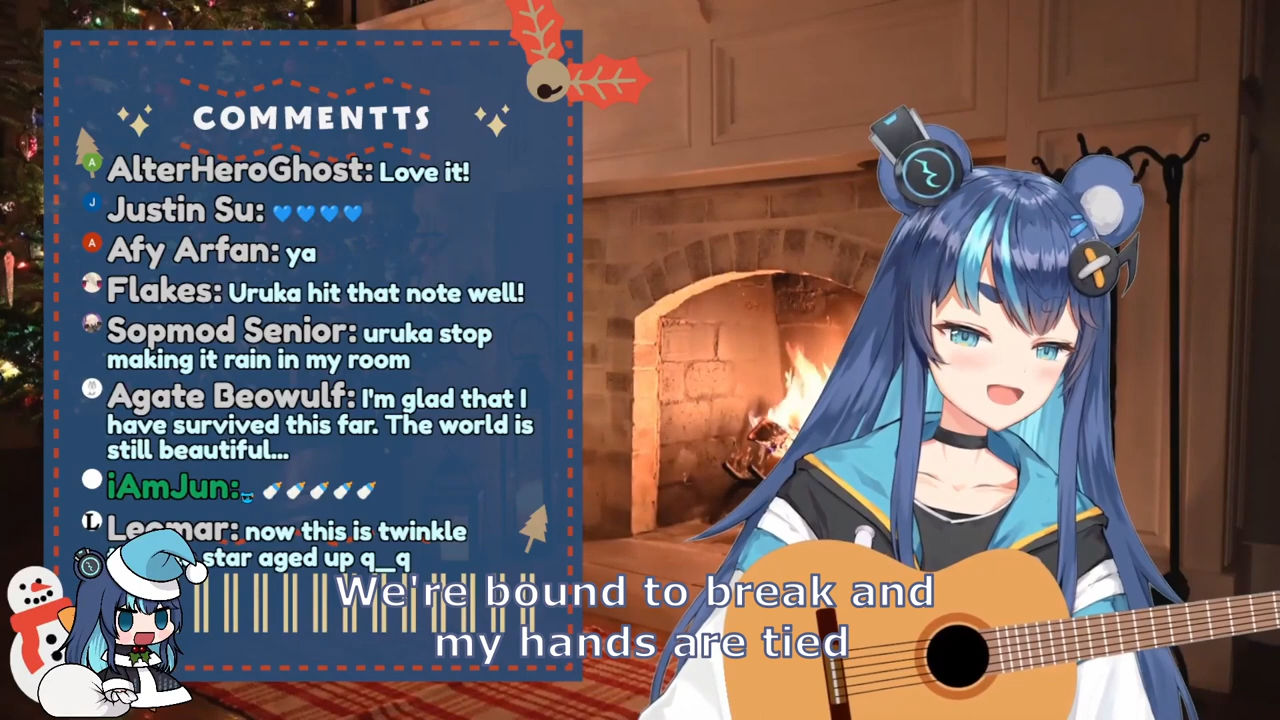 COMMENTTS
A AlterHeroGhost: Love it!
J Justin Su: 💙💙💙💙
A Afy Arfan: ya
Flakes: Uruka hit that note well!
Sopmod Senior: uruka stop
making it rain in my room
Agate Beowulf: I'm glad that I
have survived this far. The world is
still beautiful...
iAmJun: 🍼🍼🍼🍼🍼
L Leomar: now this is twinkle
star aged up q_q
We're bound to break and
my hands are tied